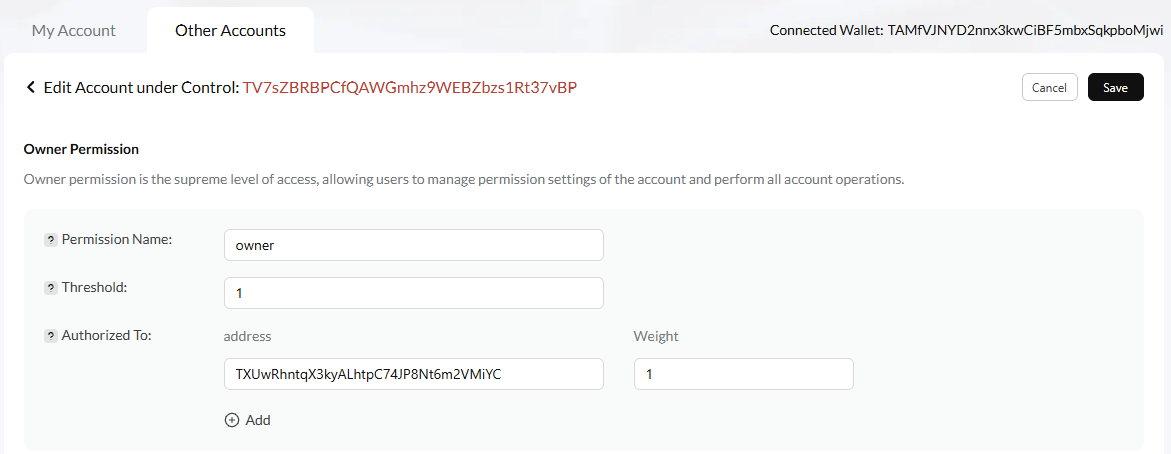 My Account
Other Accounts
Connected Wallet: TAMfVJNYD2nnx3kwCiBF5mbxSqkpboMjwi
Edit Account under Control: TV7sZBRBPCfQAWGmhz9WEBZbzs1Rt37vBP
Cancel
Save
Owner Permission
Owner permission is the supreme level of access, allowing users to manage permission settings of the account and perform all account operations.
? Permission Name:
owner
? Threshold:
1
? Authorized To:
address
Weight
TXUwRhntqX3kyALhtpC74JP8Nt6m2VMiYC
1
Add